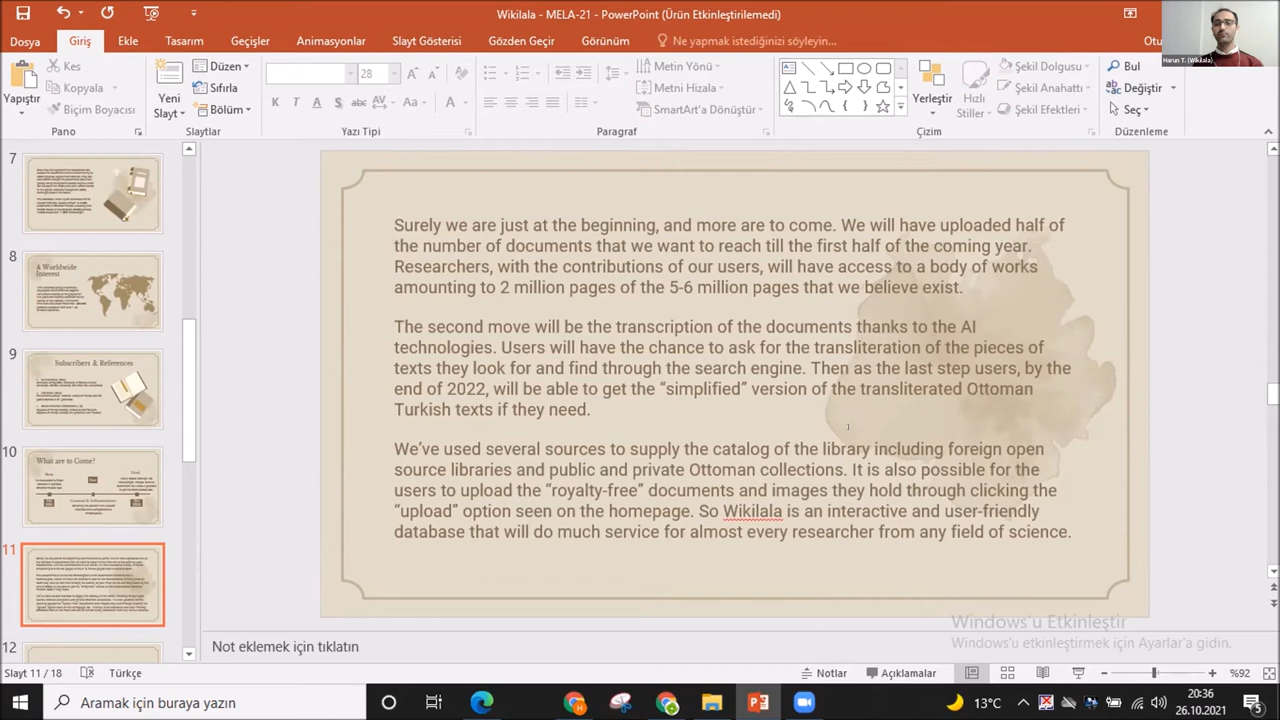 Wikilala - MELA-21 - PowerPoint (Ürün Etkinleştirilemedi)
Dosya Giriş Ekle Tasarım Geçişler Animasyonlar Slayt Gösterisi Gözden Geçir Görünüm Ne yapmak istediğinizi söyleyin... Otu
Harun T. (Wikilala)
Yapıştır
Kes
Kopyala
Biçim Boyacısı
Yeni Slayt
Düzen
Sıfırla
Bölüm
28
K T A S abc AV Aa A
Metin Yönü
Metni Hizala
SmartArt'a Dönüştür
Yerleştir
Hızlı Stiller
Şekil Dolgusu
Şekil Anahattı
Şekil Efektleri
Bul
Değiştir
Seç
Pano Slaytlar Yazı Tipi Paragraf Çizim Düzenleme
7
8
A Worldwide
Interest
9
Subscribers & References
10
What are to Come?
11
12
Surely we are just at the beginning, and more are to come. We will have uploaded half of
the number of documents that we want to reach till the first half of the coming year.
Researchers, with the contributions of our users, will have access to a body of works
amounting to 2 million pages of the 5-6 million pages that we believe exist.
The second move will be the transcription of the documents thanks to the AI
technologies. Users will have the chance to ask for the transliteration of the pieces of
texts they look for and find through the search engine. Then as the last step users, by the
end of 2022, will be able to get the “simplified” version of the transliterated Ottoman
Turkish texts if they need.
We’ve used several sources to supply the catalog of the library including foreign open
source libraries and public and private Ottoman collections. It is also possible for the
users to upload the “royalty-free” documents and images they hold through clicking the
“upload” option seen on the homepage. So Wikilala is an interactive and user-friendly
database that will do much service for almost every researcher from any field of science.
Windows'u Etkinleştir
Windows'u etkinleştirmek için Ayarlar'a gidin.
Not eklemek için tıklatın
Slayt 11 / 18 Türkçe Notlar Açıklamalar %92
Aramak için buraya yazın 13°C 20:36
26.10.2021 5